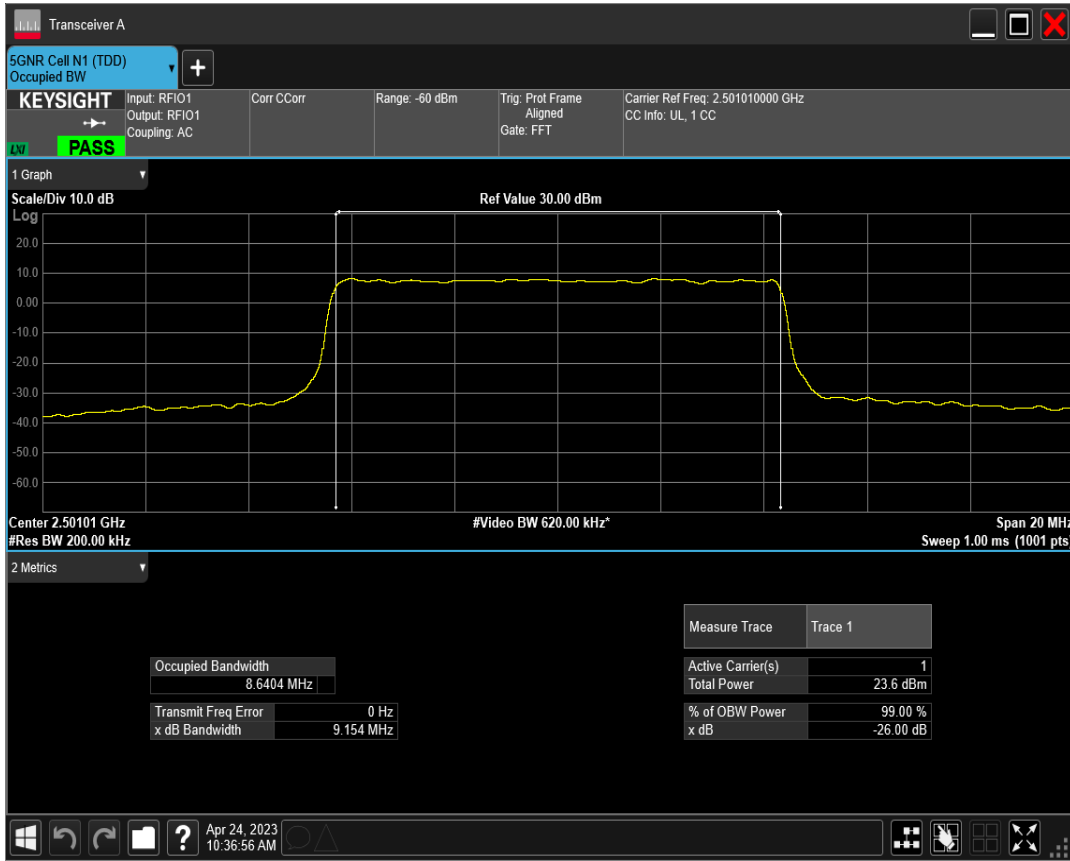 Transceiver A
5GNR Cell N1 (TDD)
Occupied BW
+
KEYSIGHT
LXI
PASS
Input: RFIO1
Output: RFIO1
Coupling: AC
Corr CCorr
Range: -60 dBm
Trig: Prot Frame
Aligned
Gate: FFT
Carrier Ref Freq: 2.501010000 GHz
CC Info: UL, 1 CC
1 Graph
Scale/Div 10.0 dB
Ref Value 30.00 dBm
Log
20.0
10.0
0.00
-10.0
-20.0
-30.0
-40.0
-50.0
-60.0
Center 2.50101 GHz
#Video BW 620.00 kHz*
Span 20 MHz
#Res BW 200.00 kHz
Sweep 1.00 ms (1001 pts)
2 Metrics
Measure Trace Trace 1
Occupied Bandwidth
8.6404 MHz
Active Carrier(s) 1
Total Power 23.6 dBm
Transmit Freq Error 0 Hz
x dB Bandwidth 9.154 MHz
% of OBW Power 99.00 %
x dB -26.00 dB
?
Apr 24, 2023
10:36:56 AM